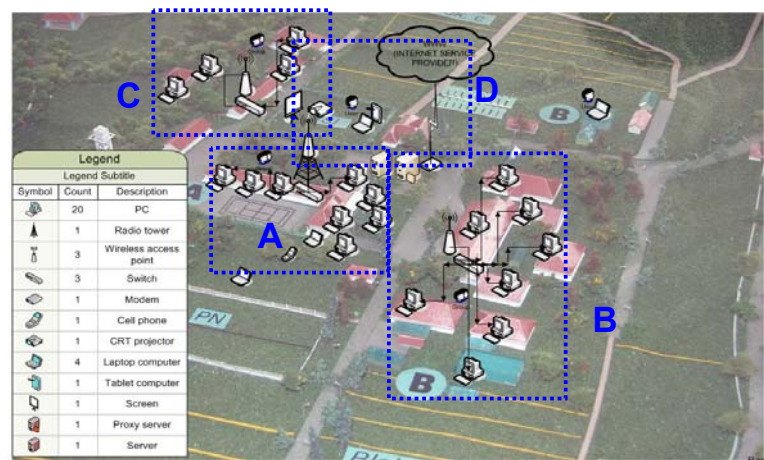 C
WWW
(INTERNET SERVICE
PROVIDER)
D
B
Legend
Legend Subtitle
Symbol Count Description
20 PC
1 Radio tower
3 Wireless access
point
3 Switch
1 Modem
1 Cell phone
1 CRT projector
4 Laptop computer
1 Tablet computer
1 Screen
1 Proxy server
1 Server
A
A
B
PN
B